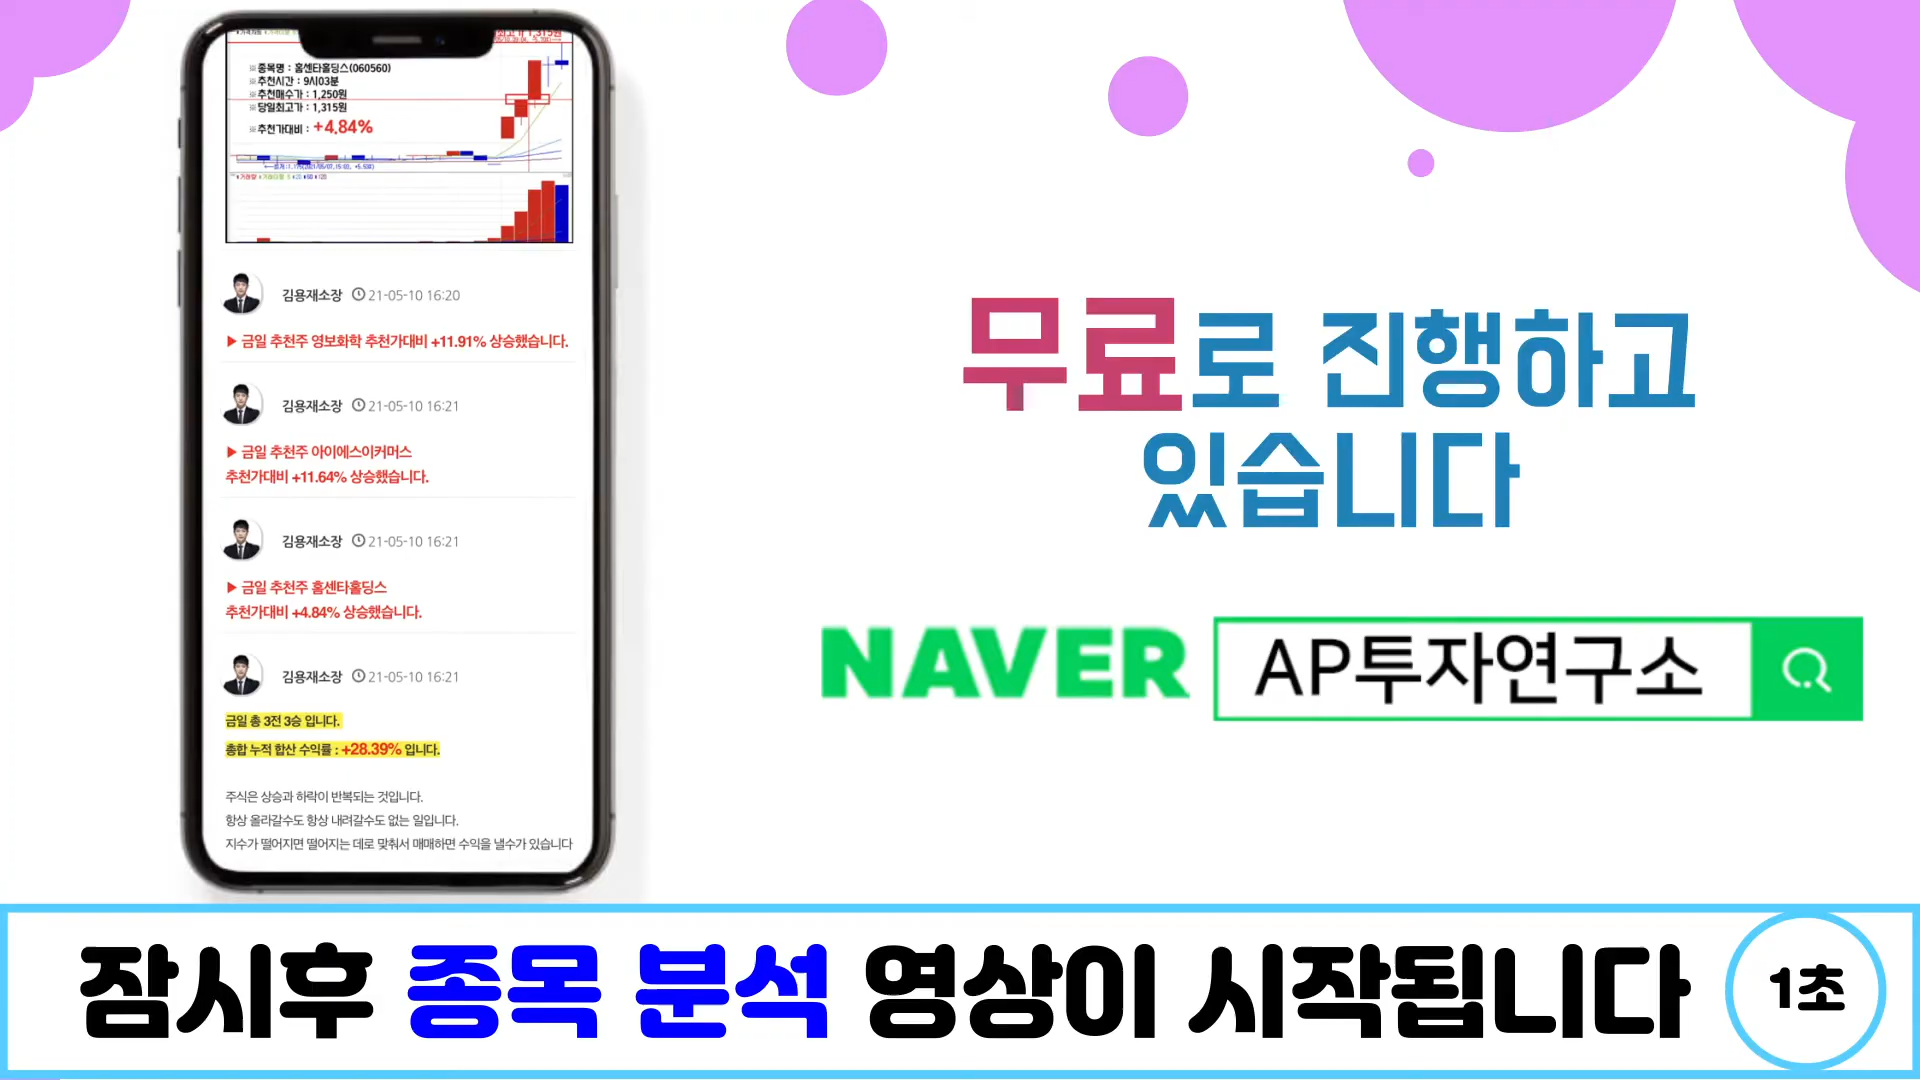 ※종목명 : 홈센타홀딩스(060560)
※추천시간 : 9시03분
※추천매수가 : 1,250원
※당일최고가 : 1,315원
※추천가대비 : +4.84%
김용재소장 21-05-10 16:20
▶ 금일 추천주 영보화학 추천가대비 +11.91% 상승했습니다.
김용재소장 21-05-10 16:21
▶ 금일 추천주 아이에스이커머스
추천가대비 +11.64% 상승했습니다.
김용재소장 21-05-10 16:21
▶ 금일 추천주 홈센타홀딩스
추천가대비 +4.84% 상승했습니다.
김용재소장 21-05-10 16:21
금일 총 3전 3승 입니다.
총합 누적 합산 수익률 : +28.39% 입니다.
주식은 상승과 하락이 반복되는 것입니다.
항상 올라갈수도 항상 내려갈수도 없는 일입니다.
지수가 떨어지면 떨어지는 데로 맞춰서 매매하면 수익을 낼수가 있습니다
무료로 진행하고
있습니다
NAVER AP투자연구소
잠시후 종목 분석 영상이 시작됩니다 1초